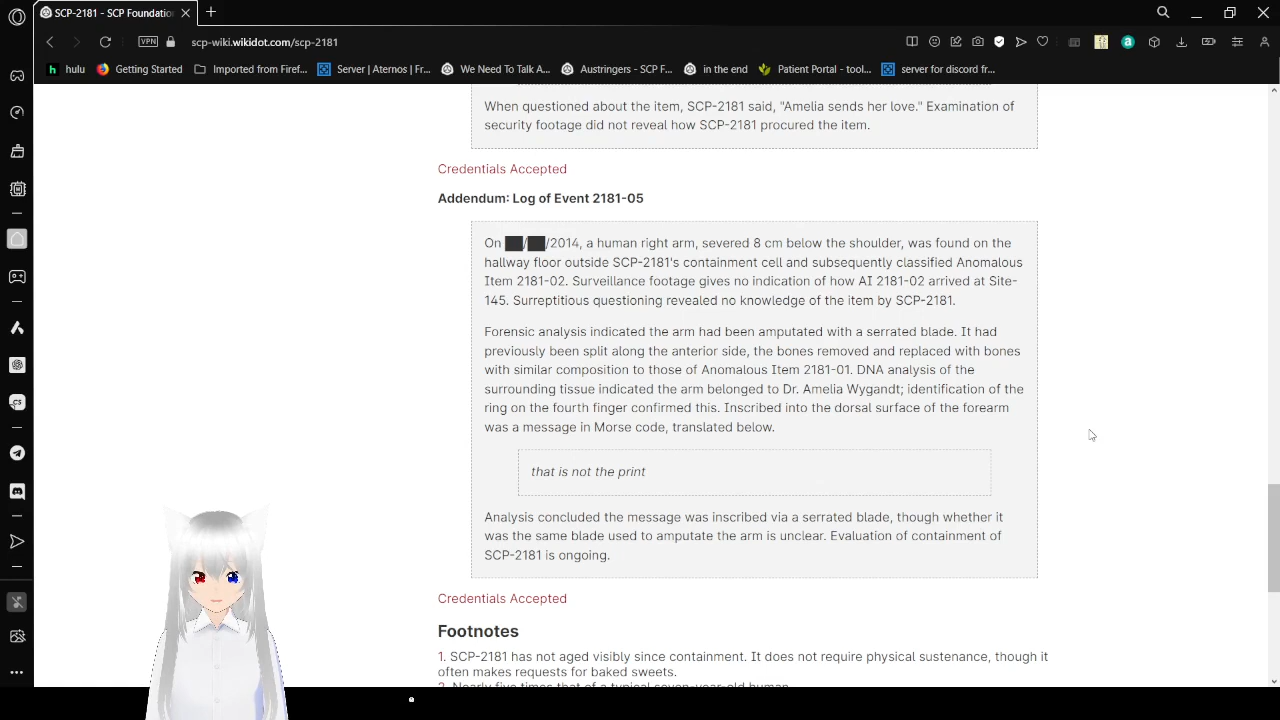 SCP-2181 - SCP Foundatio
VPN
scp-wiki.wikidot.com/scp-2181
hulu
Getting Started
Imported from Firef...
Server | Aternos | Fr...
We Need To Talk A...
Austringers - SCP F...
in the end
Patient Portal - tool...
server for discord fr...
When questioned about the item, SCP-2181 said, "Amelia sends her love." Examination of
security footage did not reveal how SCP-2181 procured the item.
Credentials Accepted
Addendum: Log of Event 2181-05
On ██/██/2014, a human right arm, severed 8 cm below the shoulder, was found on the
hallway floor outside SCP-2181's containment cell and subsequently classified Anomalous
Item 2181-02. Surveillance footage gives no indication of how AI 2181-02 arrived at Site-
145. Surreptitious questioning revealed no knowledge of the item by SCP-2181.
Forensic analysis indicated the arm had been amputated with a serrated blade. It had
previously been split along the anterior side, the bones removed and replaced with bones
with similar composition to those of Anomalous Item 2181-01. DNA analysis of the
surrounding tissue indicated the arm belonged to Dr. Amelia Wygandt; identification of the
ring on the fourth finger confirmed this. Inscribed into the dorsal surface of the forearm
was a message in Morse code, translated below.
that is not the print
Analysis concluded the message was inscribed via a serrated blade, though whether it
was the same blade used to amputate the arm is unclear. Evaluation of containment of
SCP-2181 is ongoing.
Credentials Accepted
Footnotes
1. SCP-2181 has not aged visibly since containment. It does not require physical sustenance, though it
often makes requests for baked sweets.
2. Nearly five times that of a typical seven-year-old human.